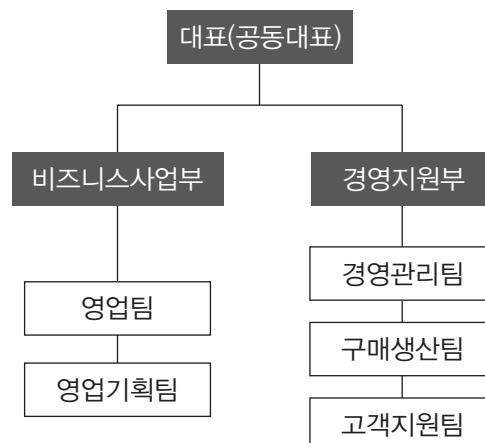 대표(공동대표)
비즈니스사업부
경영지원부
영업팀
영업기획팀
경영관리팀
구매생산팀
고객지원팀